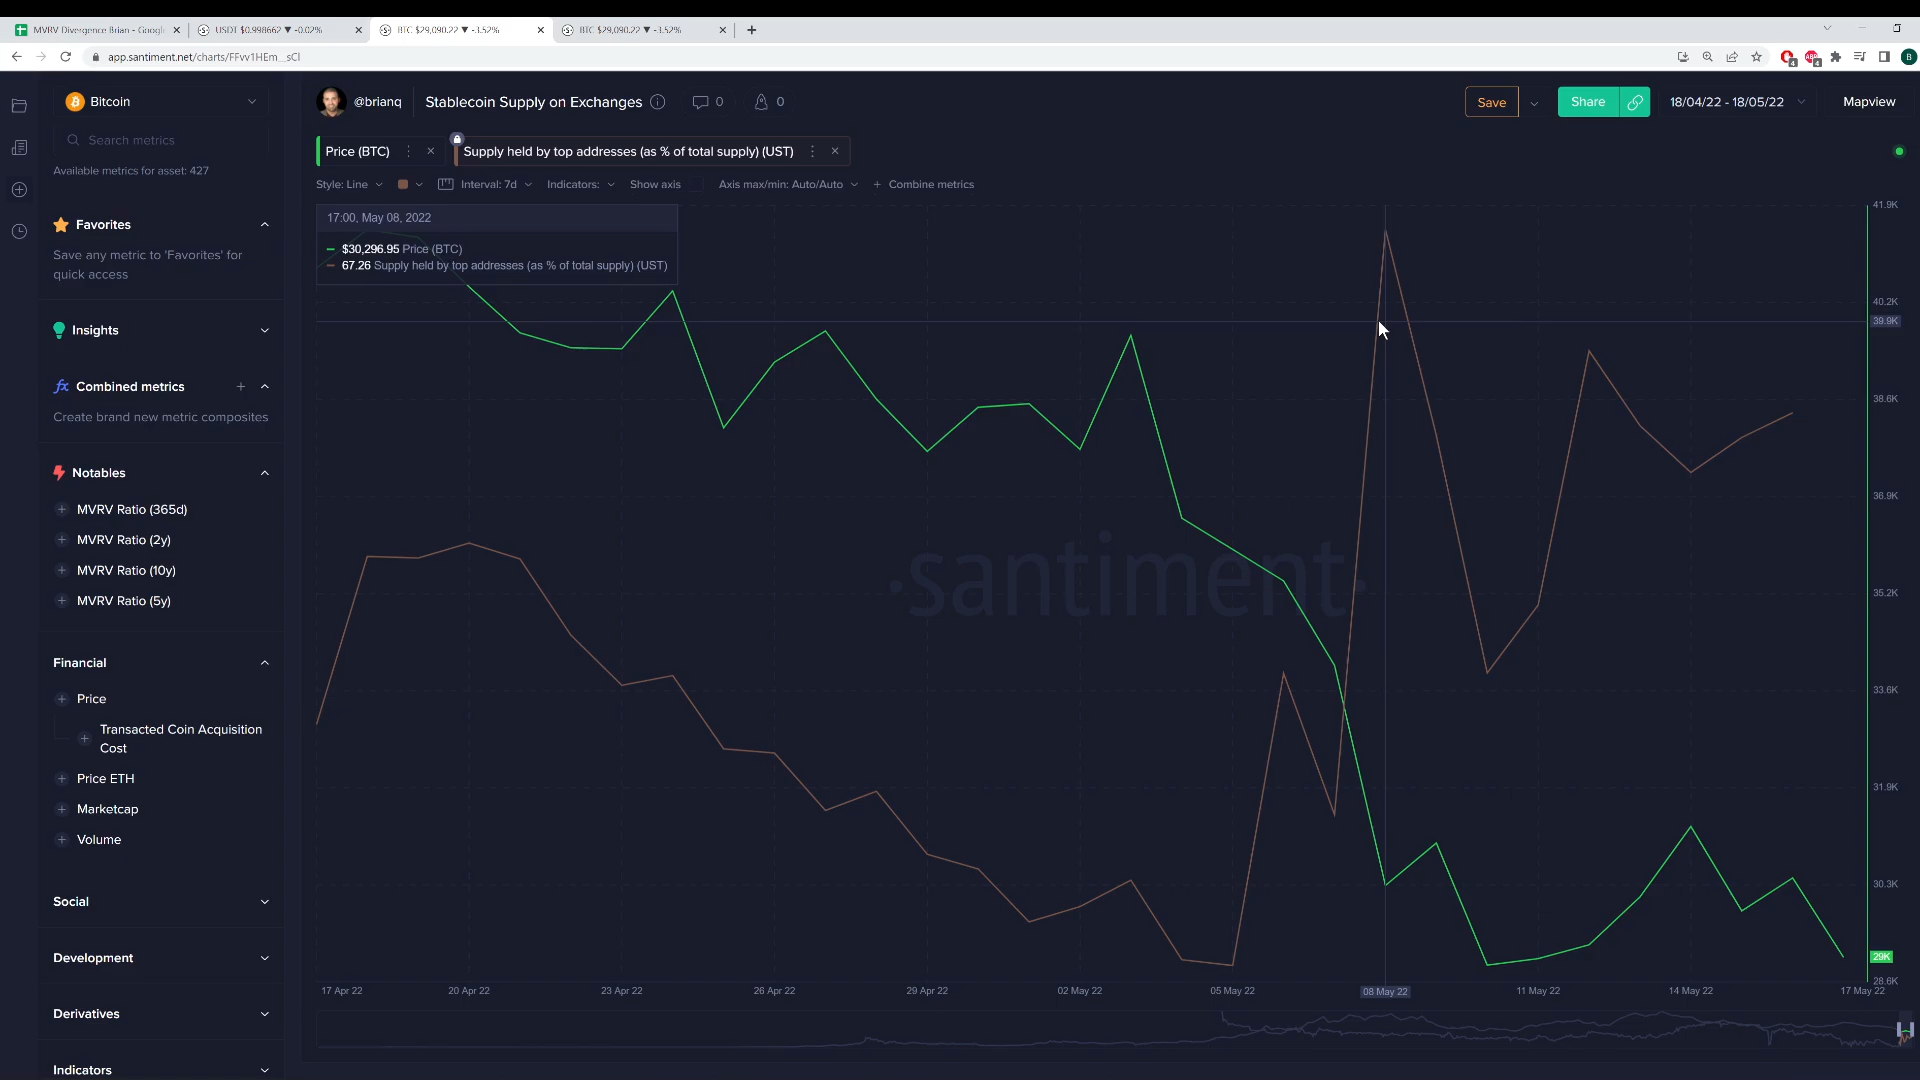 MVRV Divergence Brian - Google
USDT $0.998662 ▼ -0.02%
BTC $29,090.22 ▼ -3.52%
BTC $29,090.22 ▼ -3.52%
app.santiment.net/charts/FFvv1HEm__sCl
4
4
B
Bitcoin
@brianq
Stablecoin Supply on Exchanges
0
0
Save
Share
18/04/22 - 18/05/22
Mapview
Search metrics
Available metrics for asset: 427
Price (BTC)
Supply held by top addresses (as % of total supply) (UST)
Style: Line
Interval: 7d
Indicators:
Show axis
Axis max/min: Auto/Auto
+ Combine metrics
17:00, May 08, 2022
$30,296.95 Price (BTC)
67.26 Supply held by top addresses (as % of total supply) (UST)
Favorites
Save any metric to 'Favorites' for
quick access
Insights
fx Combined metrics
Create brand new metric composites
Notables
MVRV Ratio (365d)
MVRV Ratio (2y)
MVRV Ratio (10y)
MVRV Ratio (5y)
Financial
Price
Transacted Coin Acquisition
Cost
Price ETH
Marketcap
Volume
Social
Development
Derivatives
Indicators
·santiment·
41.9K
40.2K
39.9K
38.6K
36.9K
35.2K
33.6K
31.9K
30.3K
29K
28.6K
17 Apr 22
20 Apr 22
23 Apr 22
26 Apr 22
29 Apr 22
02 May 22
05 May 22
08 May 22
11 May 22
14 May 22
17 May 22